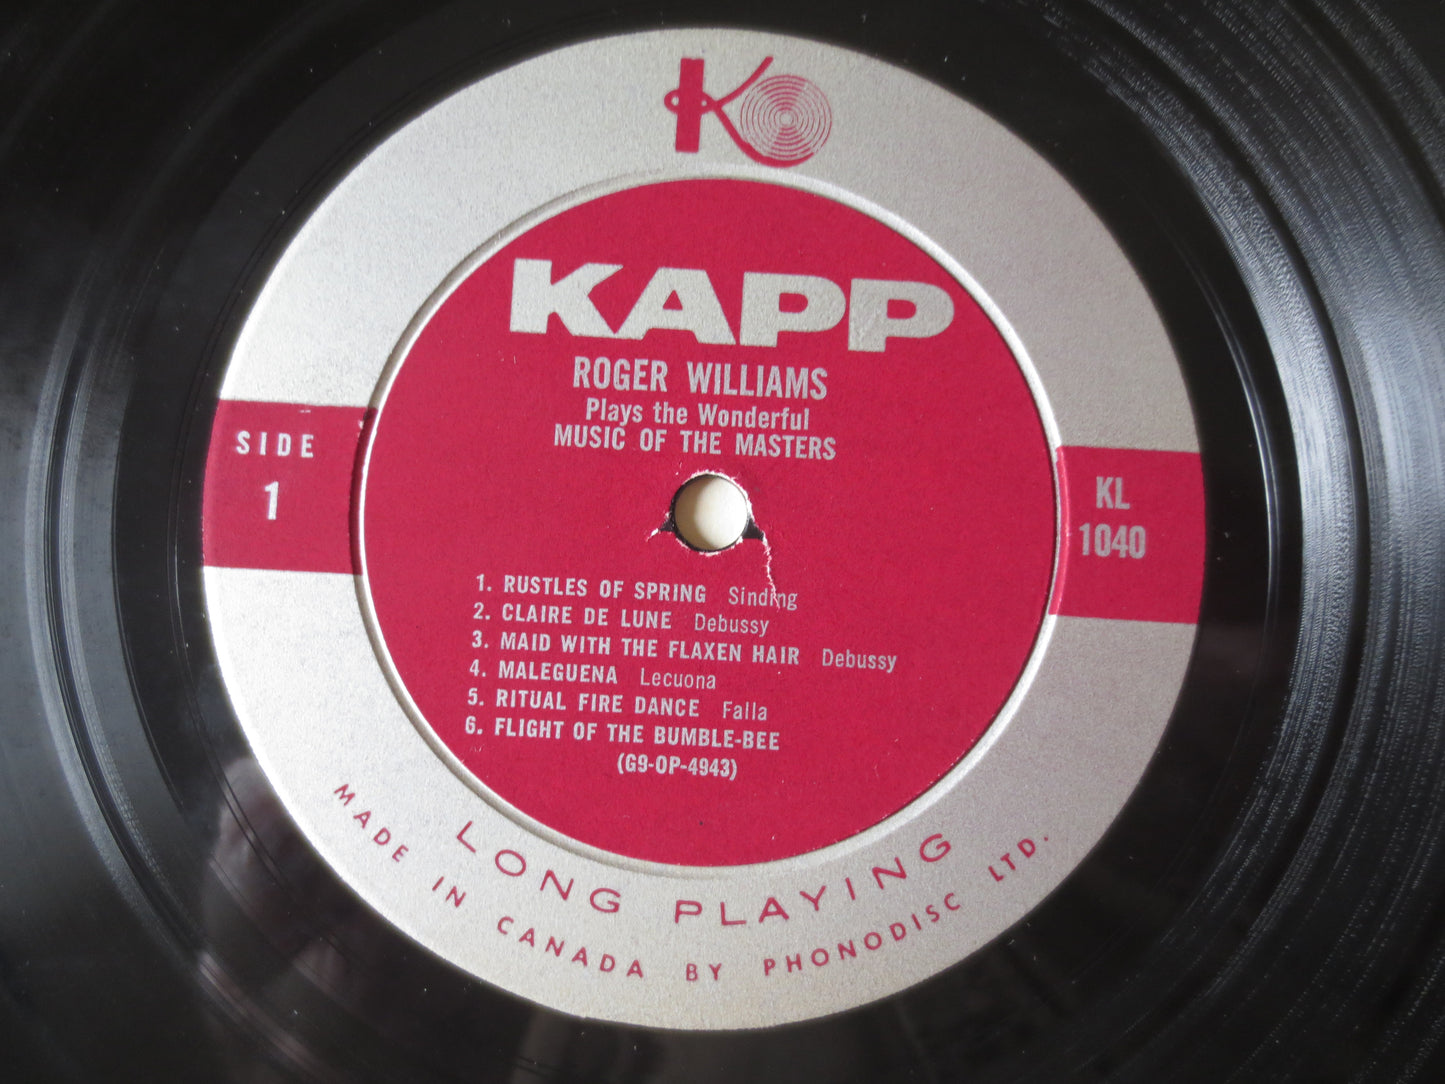 K
KAPP
ROGER WILLIAMS
Plays the Wonderful
MUSIC OF THE MASTERS
SIDE
1
KL
1040
1. RUSTLES OF SPRING Sinding
2. CLAIRE DE LUNE Debussy
3. MAID WITH THE FLAXEN HAIR Debussy
4. MALEGUENA Lecuona
5. RITUAL FIRE DANCE Falla
6. FLIGHT OF THE BUMBLE-BEE
(G9-OP-4943)
LONG PLAYING
MADE IN CANADA BY PHONODISC LTD.